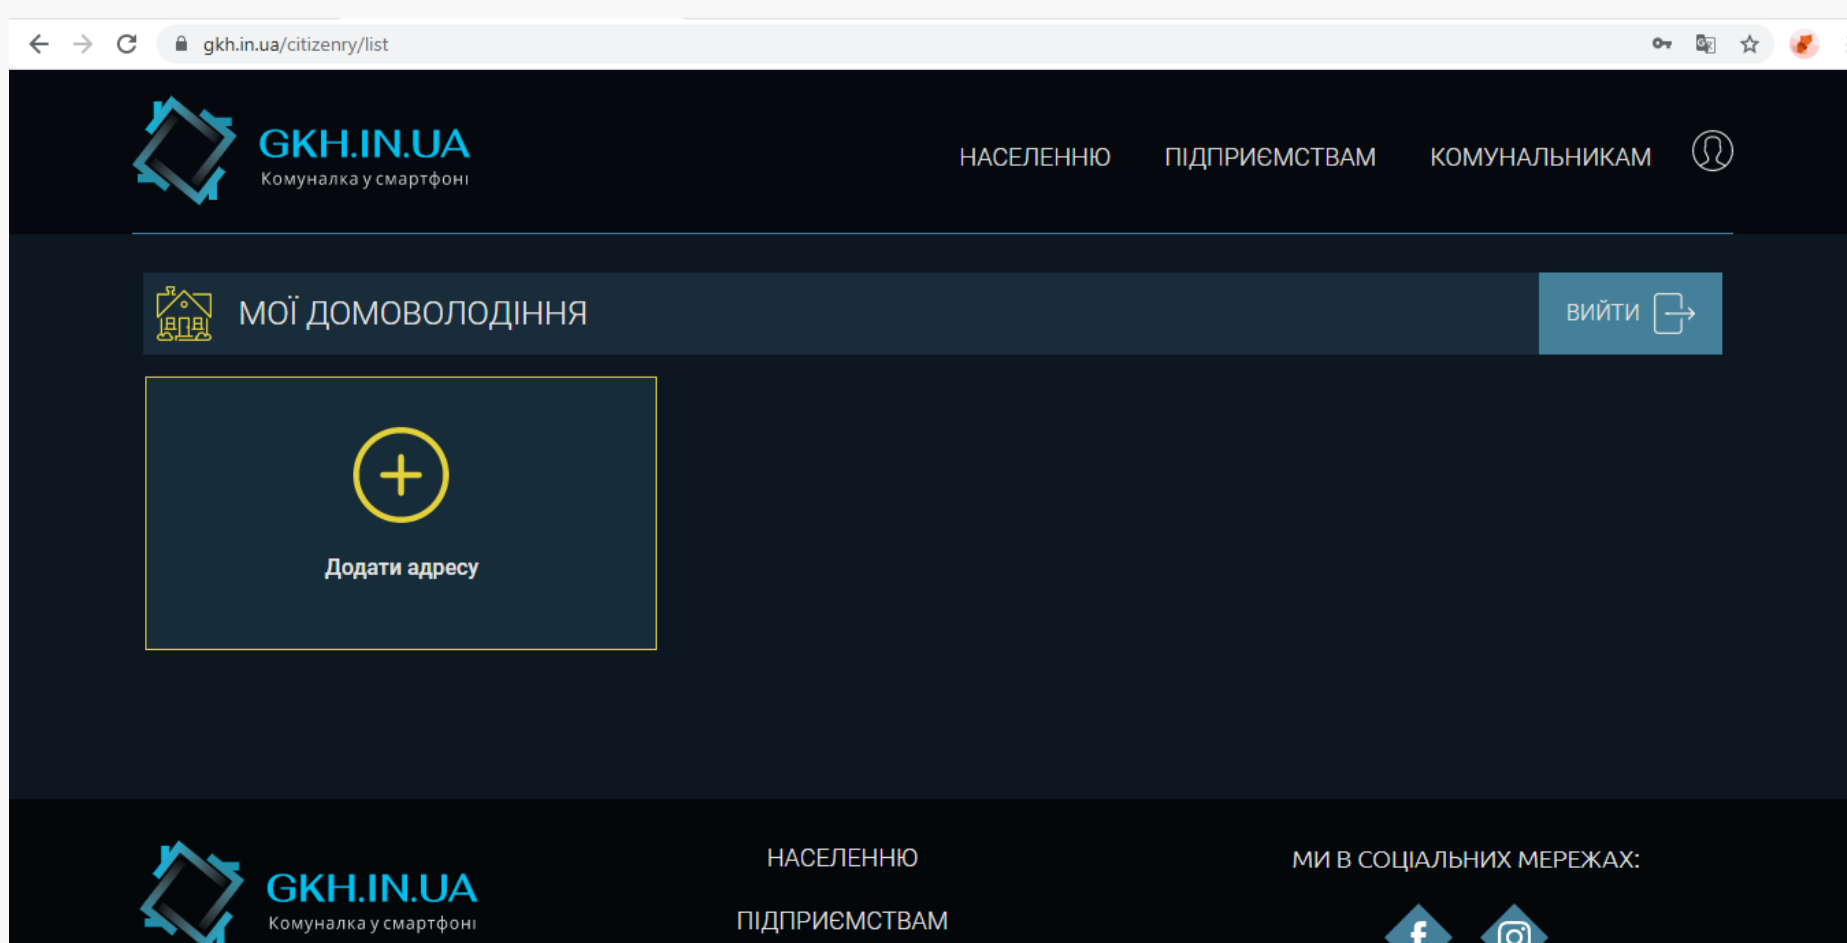 gkh.in.ua/citizenry/list
GKH.IN.UA
Комуналка у смартфоні
НАСЕЛЕННЮ ПІДПРИЄМСТВАМ КОМУНАЛЬНИКАМ
МОЇ ДОМОВОЛОДІННЯ
ВИЙТИ
Додати адресу
GKH.IN.UA
Комуналка у смартфоні
НАСЕЛЕННЮ
ПІДПРИЄМСТВАМ
МИ В СОЦІАЛЬНИХ МЕРЕЖАХ: